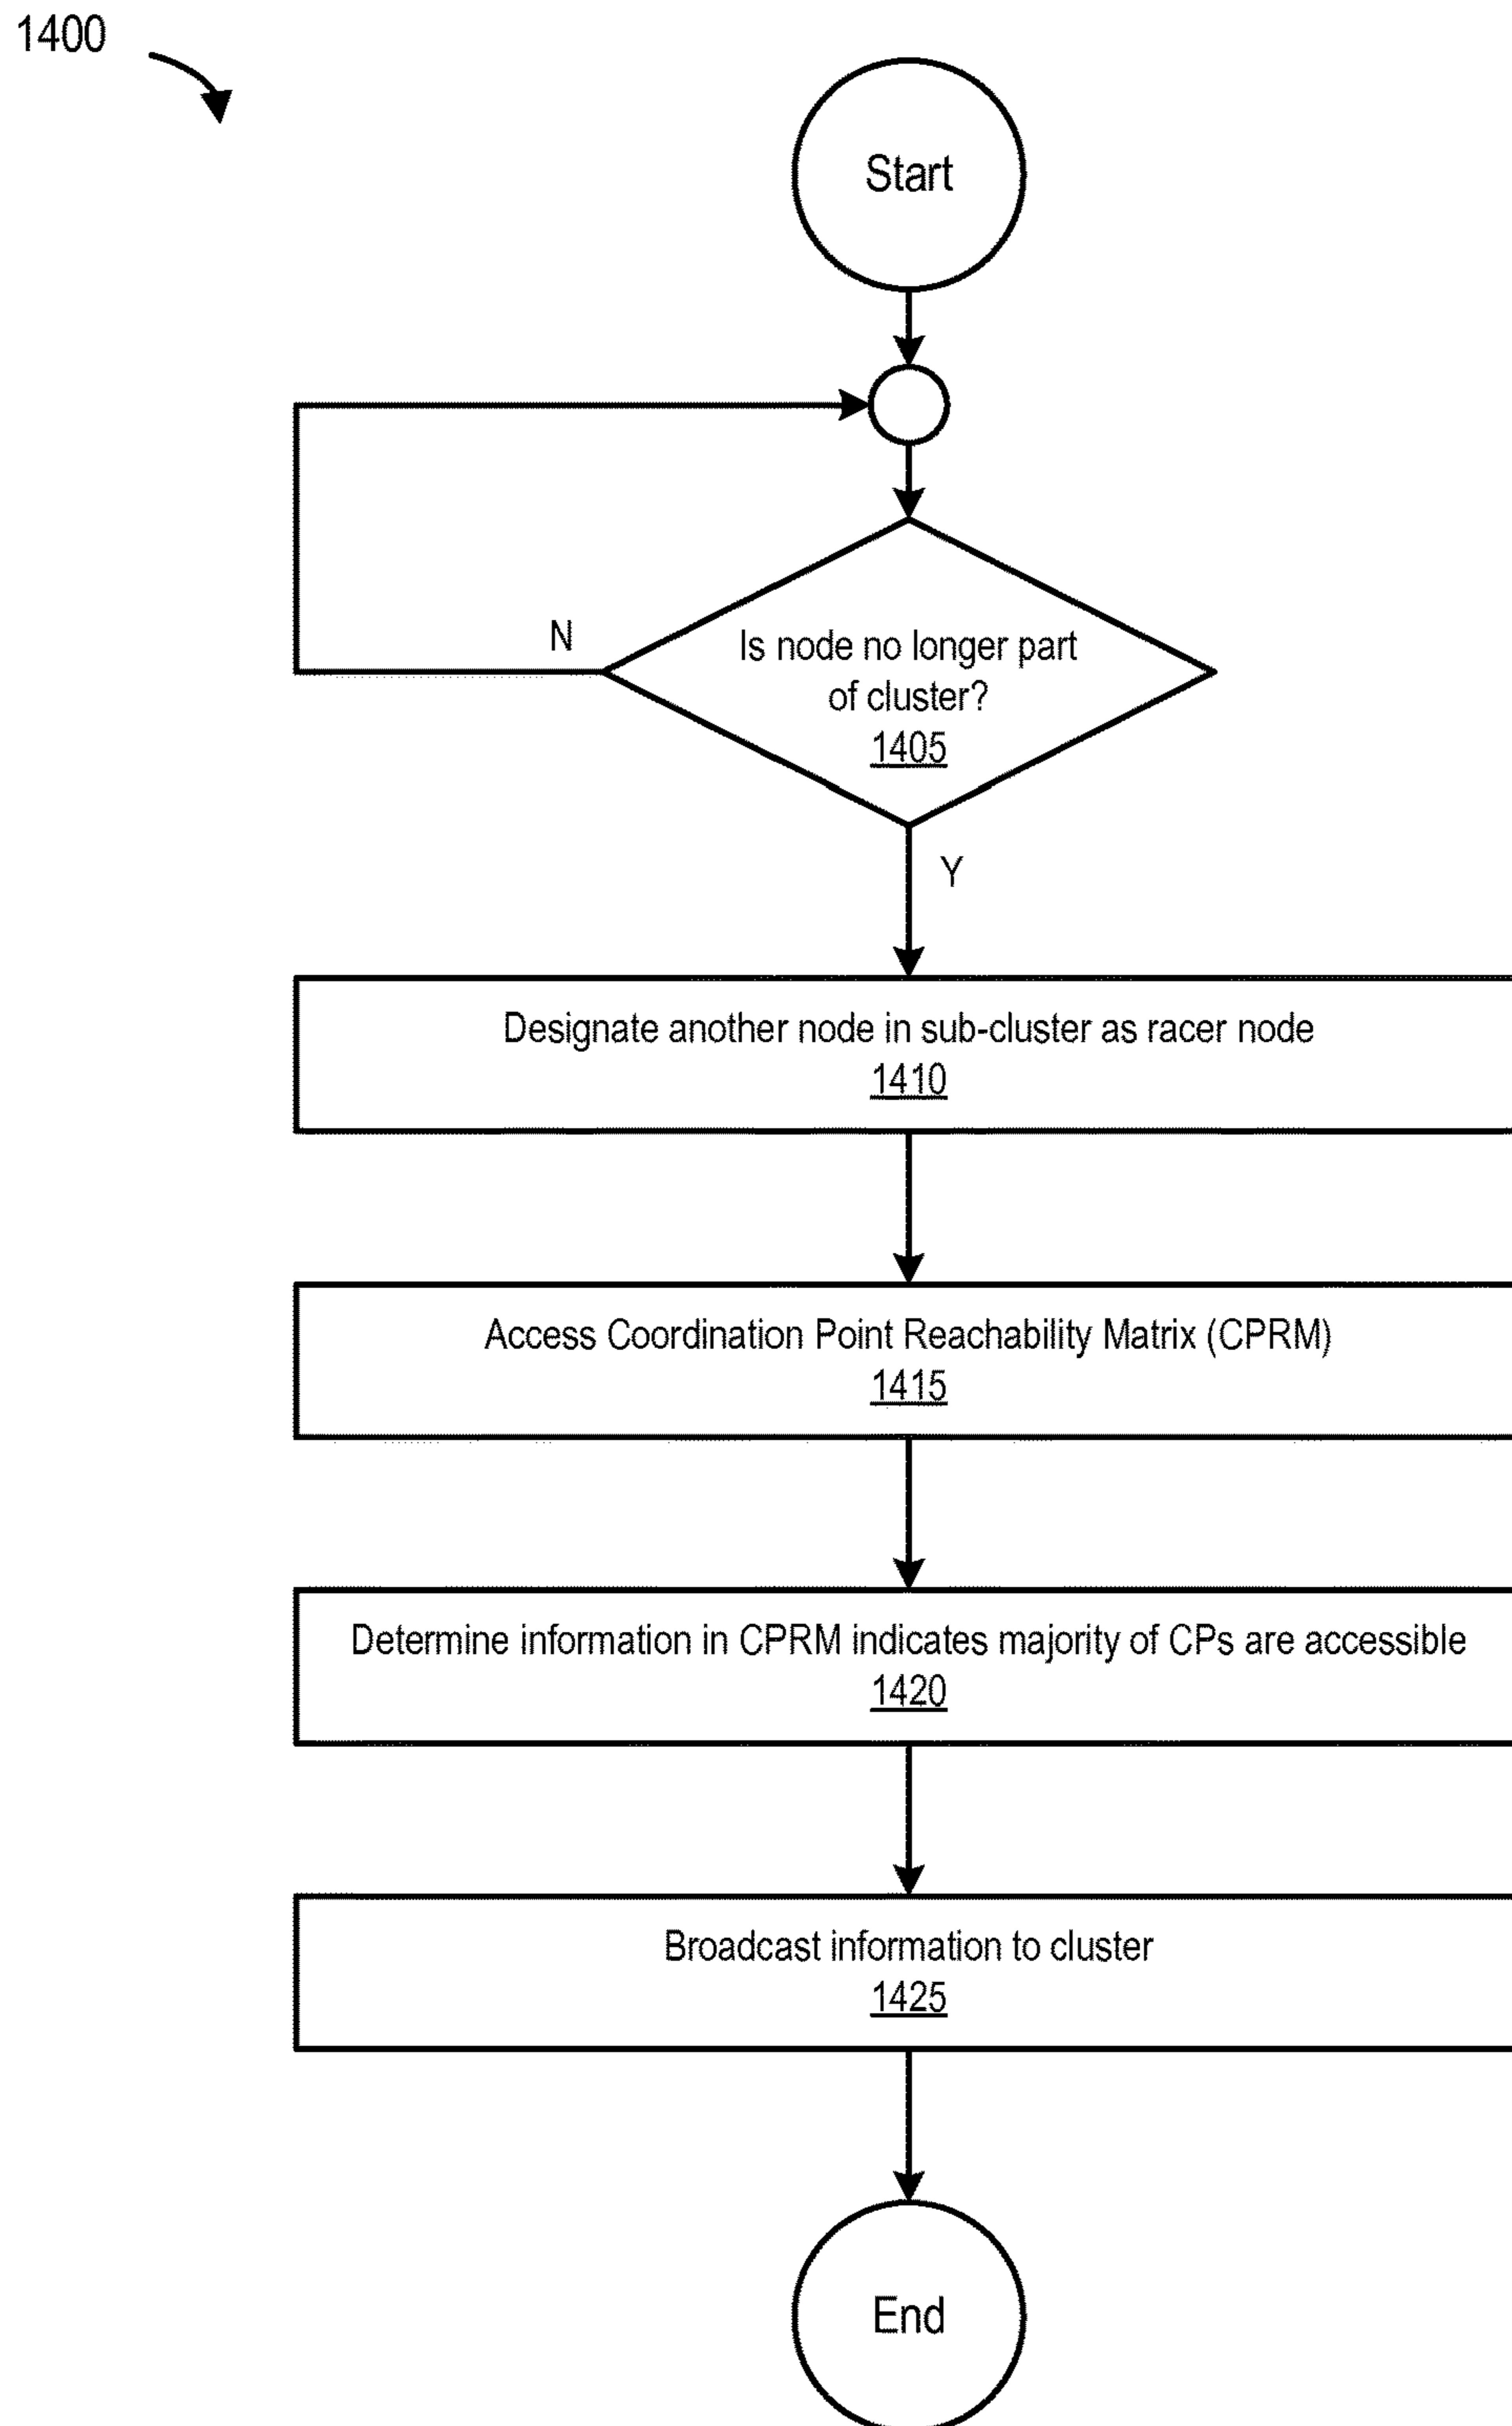 1400
Start
N
Is node no longer part
of cluster?
1405
Y
Designate another node in sub-cluster as racer node
1410
Access Coordination Point Reachability Matrix (CPRM)
1415
Determine information in CPRM indicates majority of CPs are accessible
1420
Broadcast information to cluster
1425
End